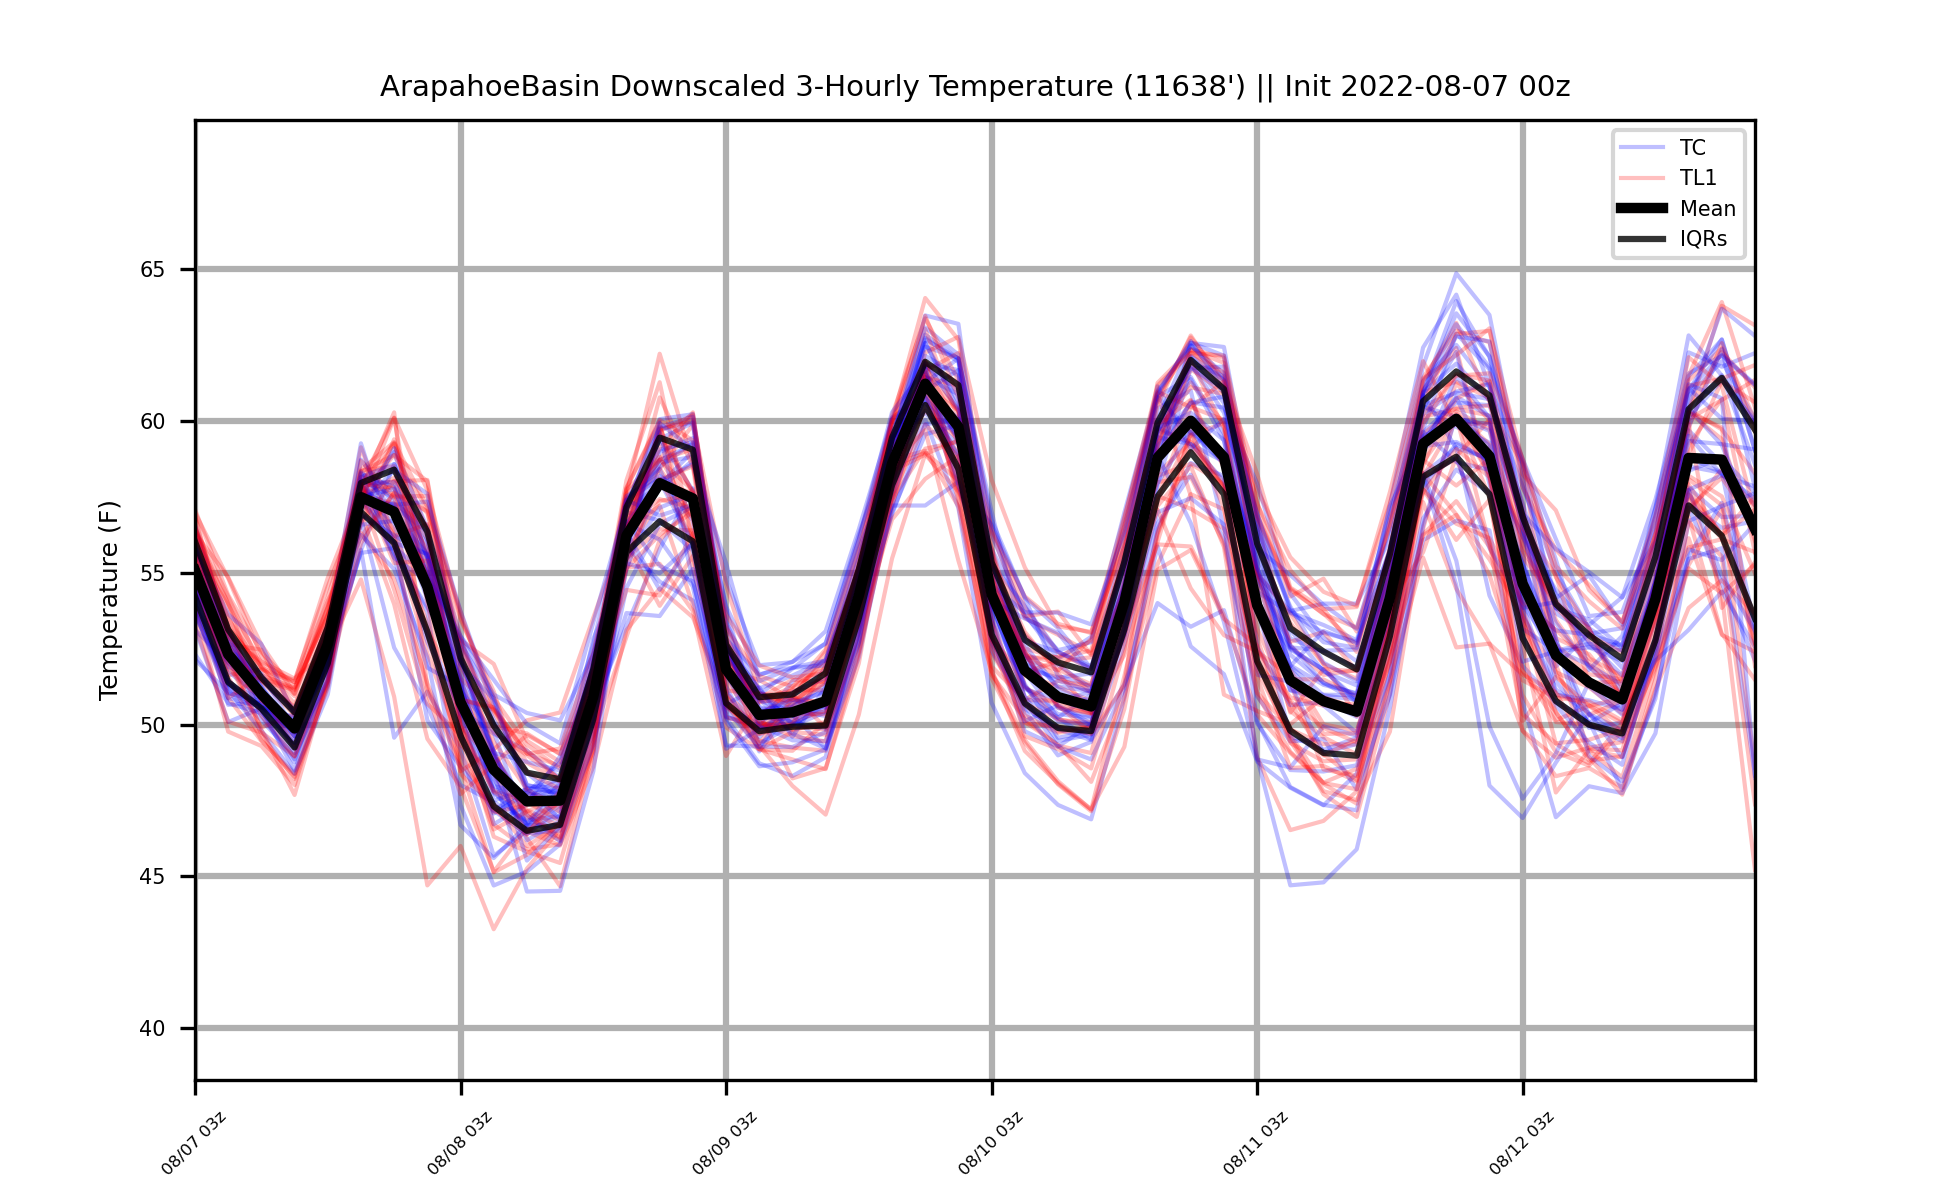 ArapahoeBasin Downscaled 3-Hourly Temperature (11638') || Init 2022-08-07 00z
TC
TL1
Mean
IQRs
Temperature (F)
65
60
55
50
45
40
08/07 03z
08/08 03z
08/09 03z
08/10 03z
08/11 03z
08/12 03z